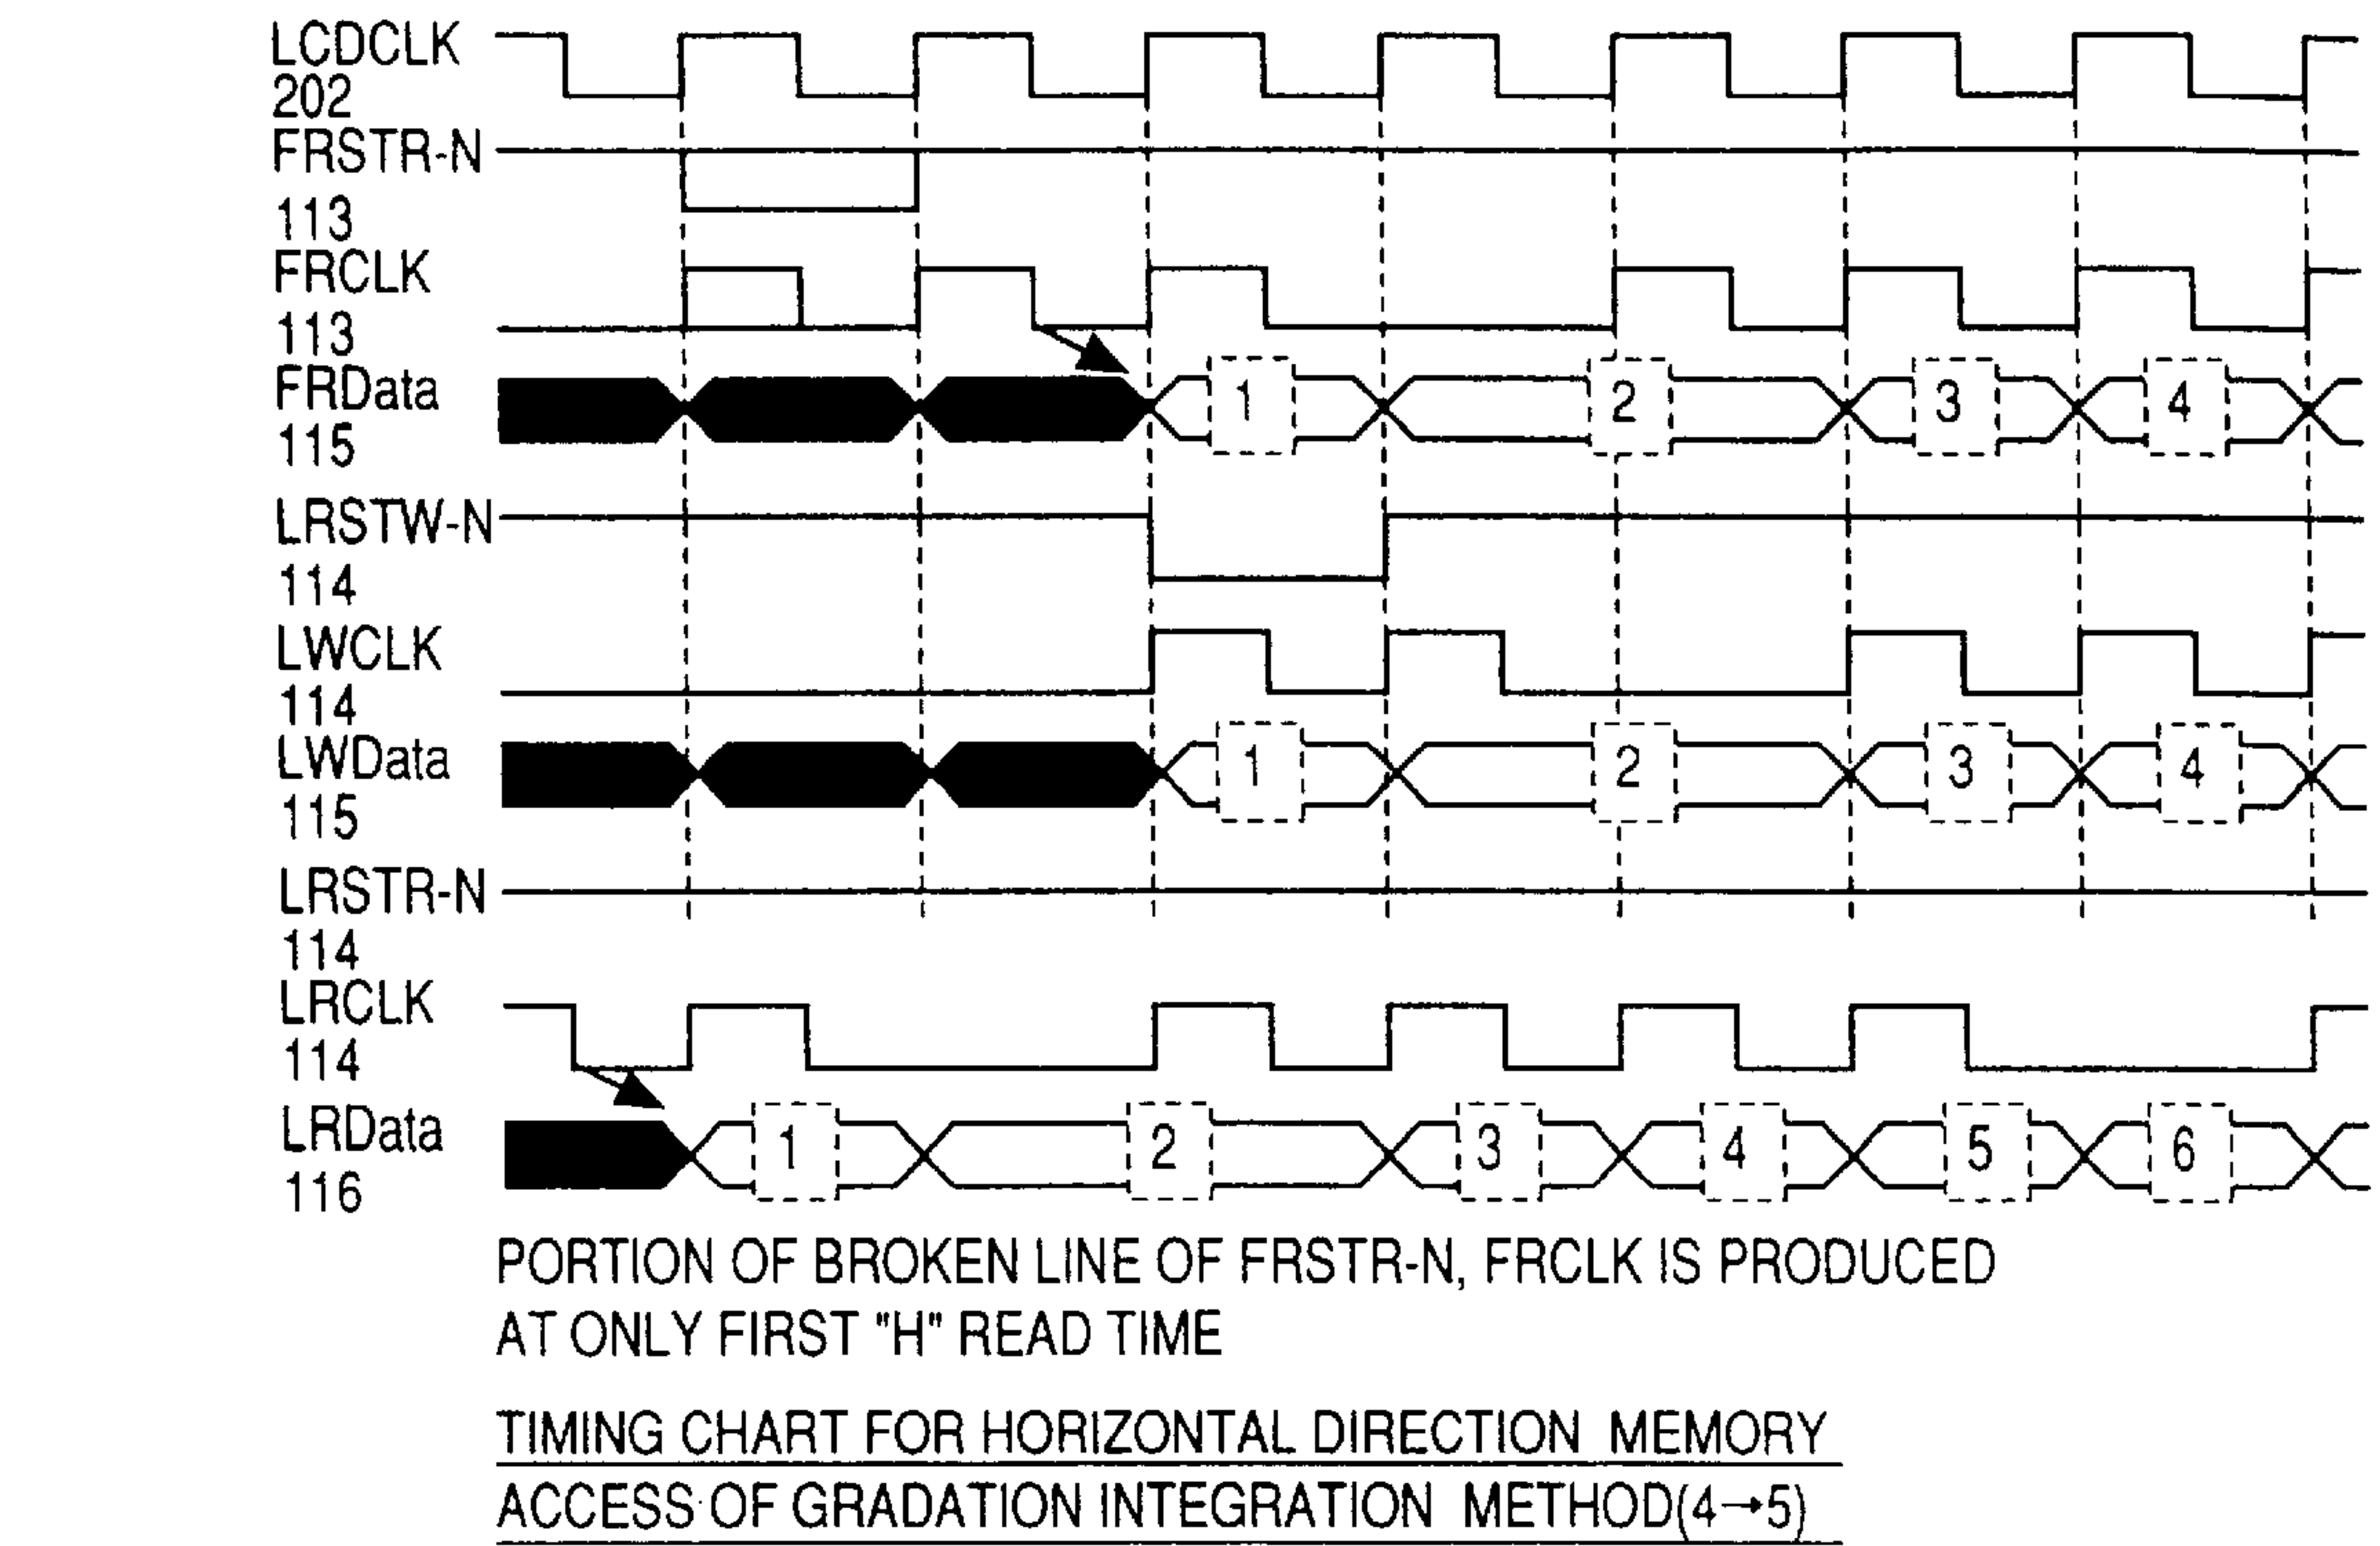 LCDCLK
202
FRSTR-N
113
FRCLK
113
FRData 1 2 3 4
115
LRSTW-N
114
LWCLK
114
LWData 1 2 3 4
115
LRSTR-N
114
LRCLK
114
LRData 1 2 3 4 5 6
116
PORTION OF BROKEN LINE OF FRSTR-N, FRCLK IS PRODUCED
AT ONLY FIRST "H" READ TIME
TIMING CHART FOR HORIZONTAL DIRECTION MEMORY
ACCESS OF GRADATION INTEGRATION METHOD(4→5)